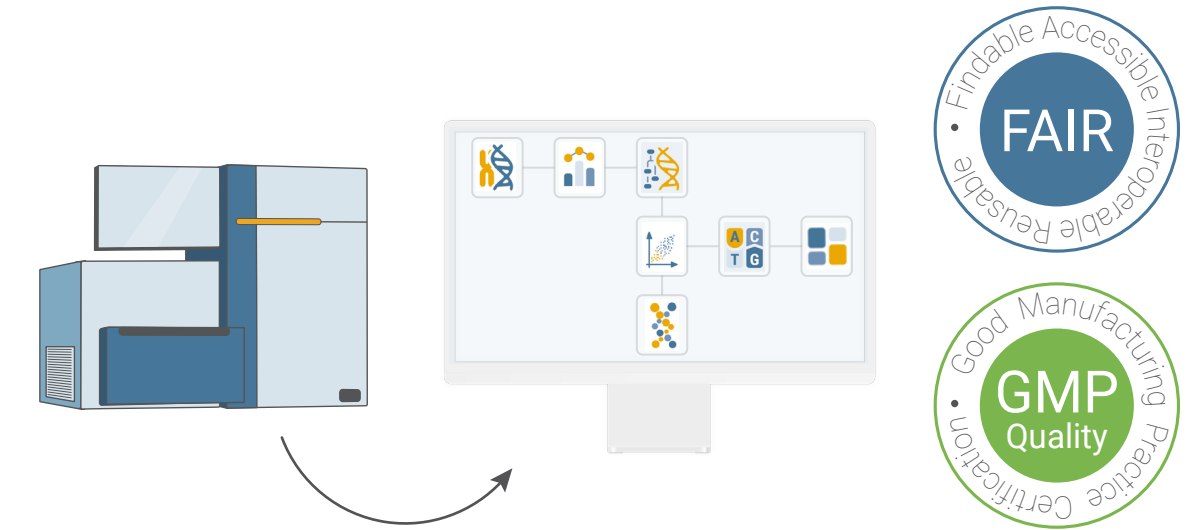 A C
T G
• Findable Accessible Interoperable Reusable
FAIR
• Good Manufacturing Practice Certification
GMP
Quality